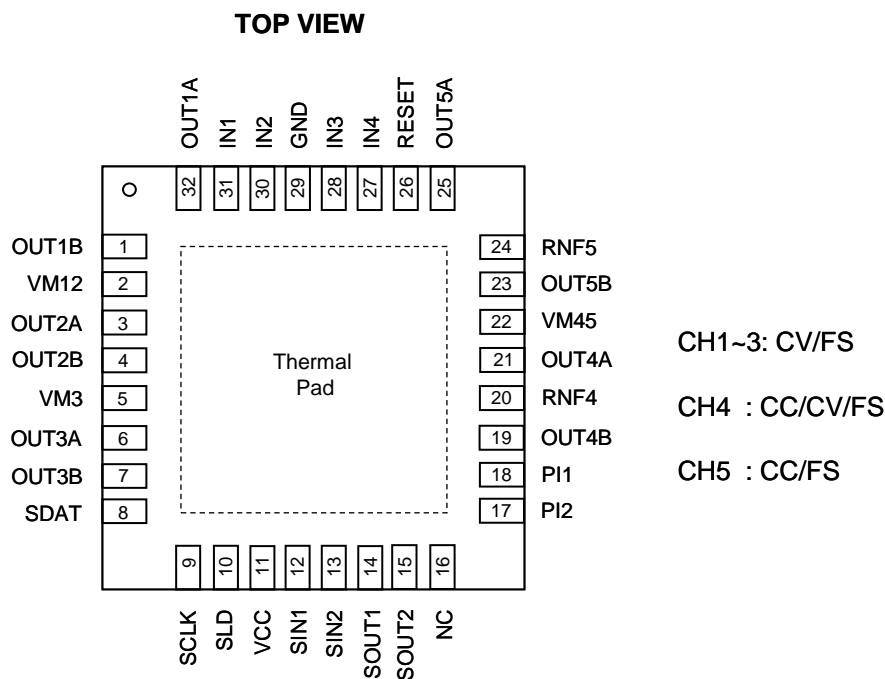 TOP VIEW
OUT1A
IN1
IN2
GND
IN3
IN4
RESET
OUT5A
32
31
30
29
28
27
26
25
OUT1B 1
VM12 2
OUT2A 3
OUT2B 4
VM3 5
OUT3A 6
OUT3B 7
SDAT 8
Thermal
Pad
24 RNF5
23 OUT5B
22 VM45
21 OUT4A
20 RNF4
19 OUT4B
18 PI1
17 PI2
CH1~3: CV/FS
CH4 : CC/CV/FS
CH5 : CC/FS
9
10
11
12
13
14
15
16
SCLK
SLD
VCC
SIN1
SIN2
SOUT1
SOUT2
NC